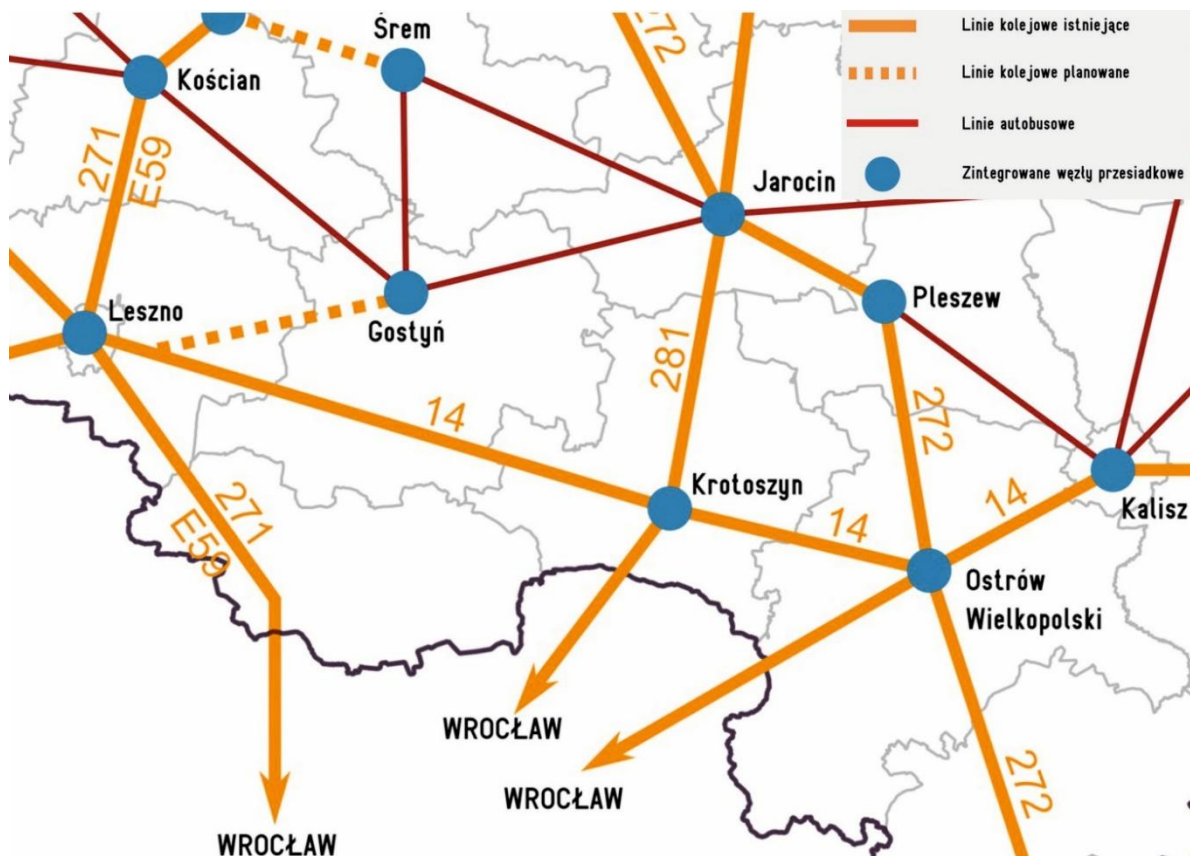 Śrem
272
Linie kolejowe istniejące
Kościan
Linie kolejowe planowane
Linie autobusowe
271
E59
Jarocin
Zintegrowane węzły przesiadkowe
Leszno
Gostyń
Pleszew
281
14
272
Krotoszyn
271
E59
14
14
Kalisz
Ostrów
Wielkopolski
WROCŁAW
WROCŁAW
272
WROCŁAW